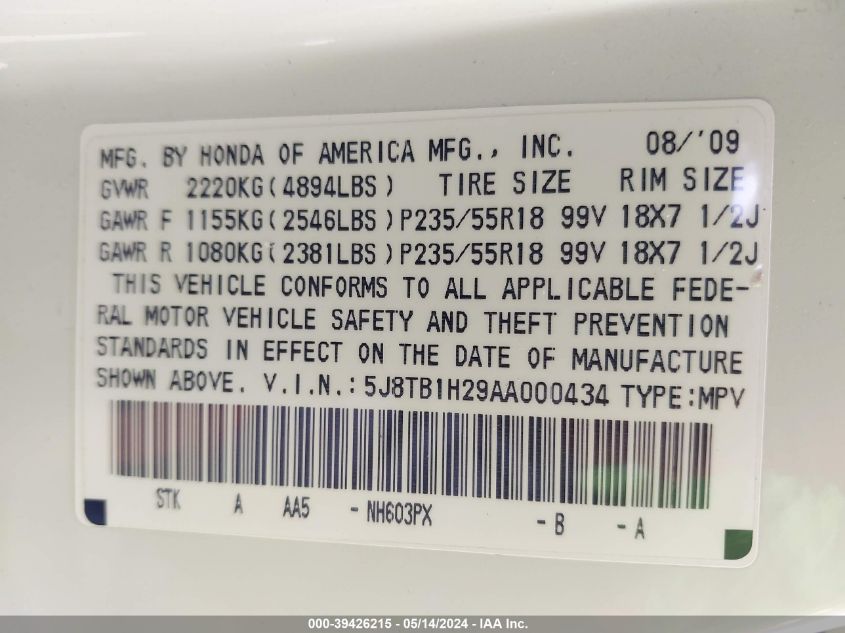 MFG. BY HONDA OF AMERICA MFG., INC. 08/'09
GVWR 2220KG(4894LBS) TIRE SIZE RIM SIZE
GAWR F 1155KG(2546LBS)P235/55R18 99V 18X7 1/2J
GAWR R 1080KG(2381LBS)P235/55R18 99V 18X7 1/2J
THIS VEHICLE CONFORMS TO ALL APPLICABLE FEDE-
RAL MOTOR VEHICLE SAFETY AND THEFT PREVENTION
STANDARDS IN EFFECT ON THE DATE OF MANUFACTURE
SHOWN ABOVE. V.I.N.: 5J8TB1H29AA000434 TYPE:MPV
STK A AA5 - NH603PX - B - A
000-39426215 - 05/14/2024 - IAA Inc.